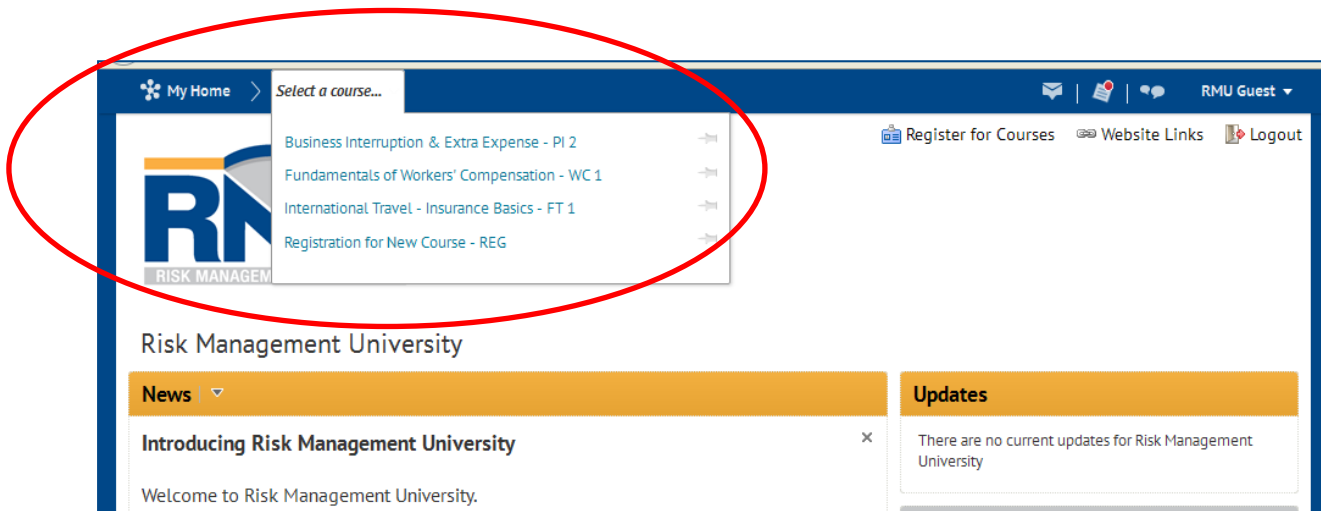 My Home
Select a course...
RMU Guest
Business Interruption & Extra Expense - PI 2
Fundamentals of Workers' Compensation - WC 1
International Travel - Insurance Basics - FT 1
Registration for New Course - REG
Register for Courses
Website Links
Logout
RISK MANAGEM
Risk Management University
News
Updates
Introducing Risk Management University
There are no current updates for Risk Management
University
Welcome to Risk Management University.